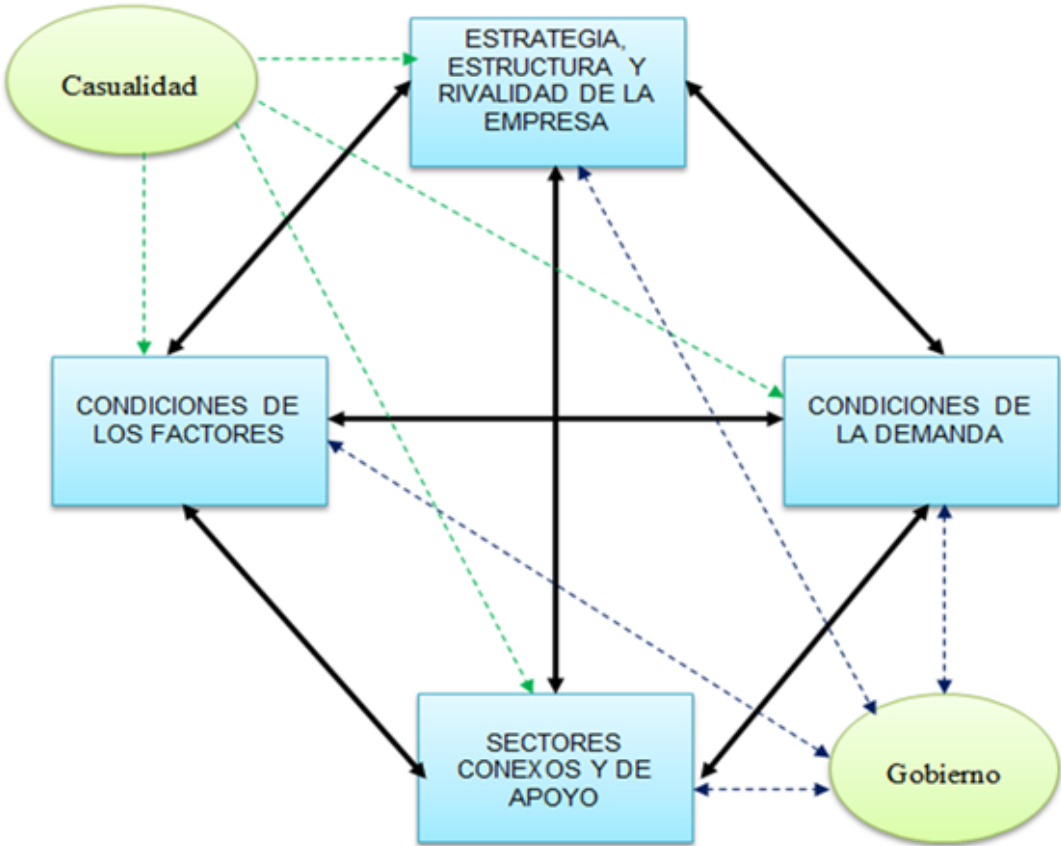 Casualidad
ESTRATEGIA,
ESTRUCTURA Y
RIVALIDAD DE LA
EMPRESA
CONDICIONES DE
LOS FACTORES
CONDICIONES DE
LA DEMANDA
SECTORES
CONEXOS Y DE
APOYO
Gobierno